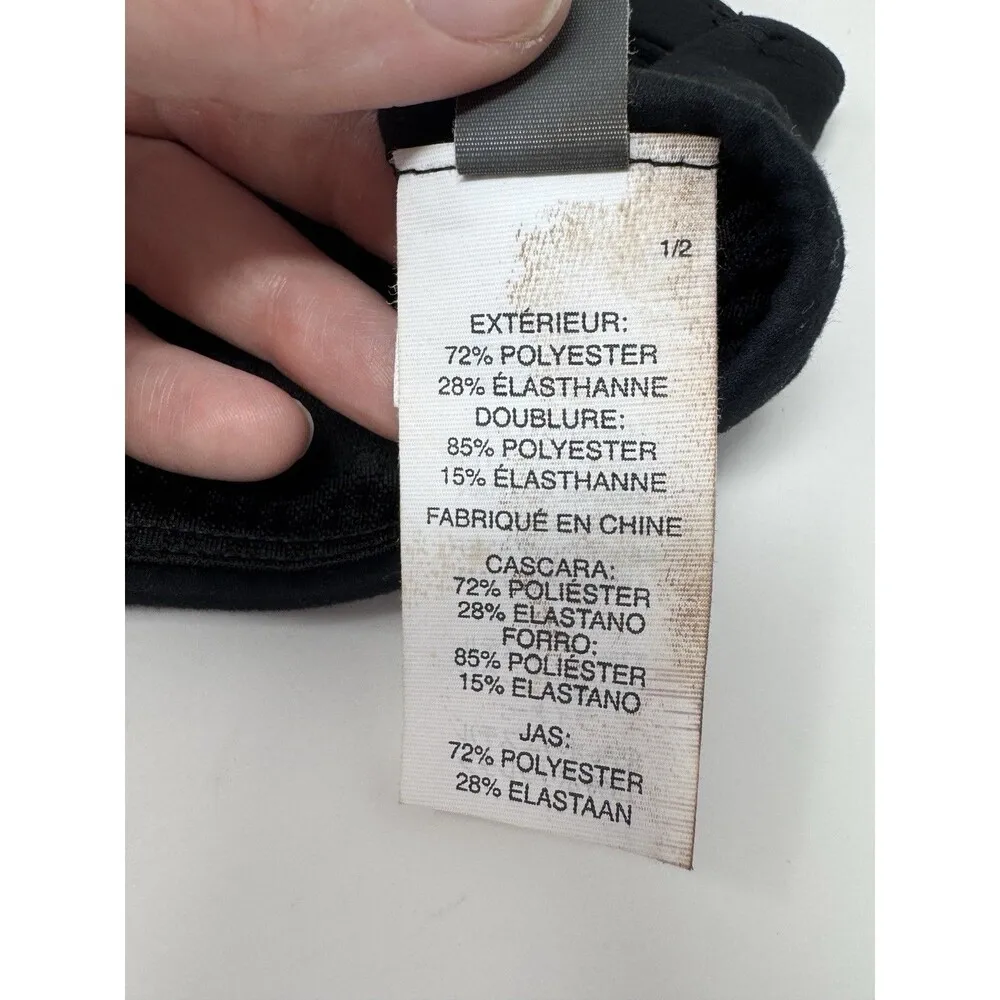 1/2
EXTÉRIEUR:
72% POLYESTER
28% ÉLASTHANNE
DOUBLURE:
85% POLYESTER
15% ÉLASTHANNE
FABRIQUÉ EN CHINE
CASCARA:
72% POLIÉSTER
28% ELASTANO
FORRO:
85% POLIÉSTER
15% ELASTANO
JAS:
72% POLYESTER
28% ELASTAAN